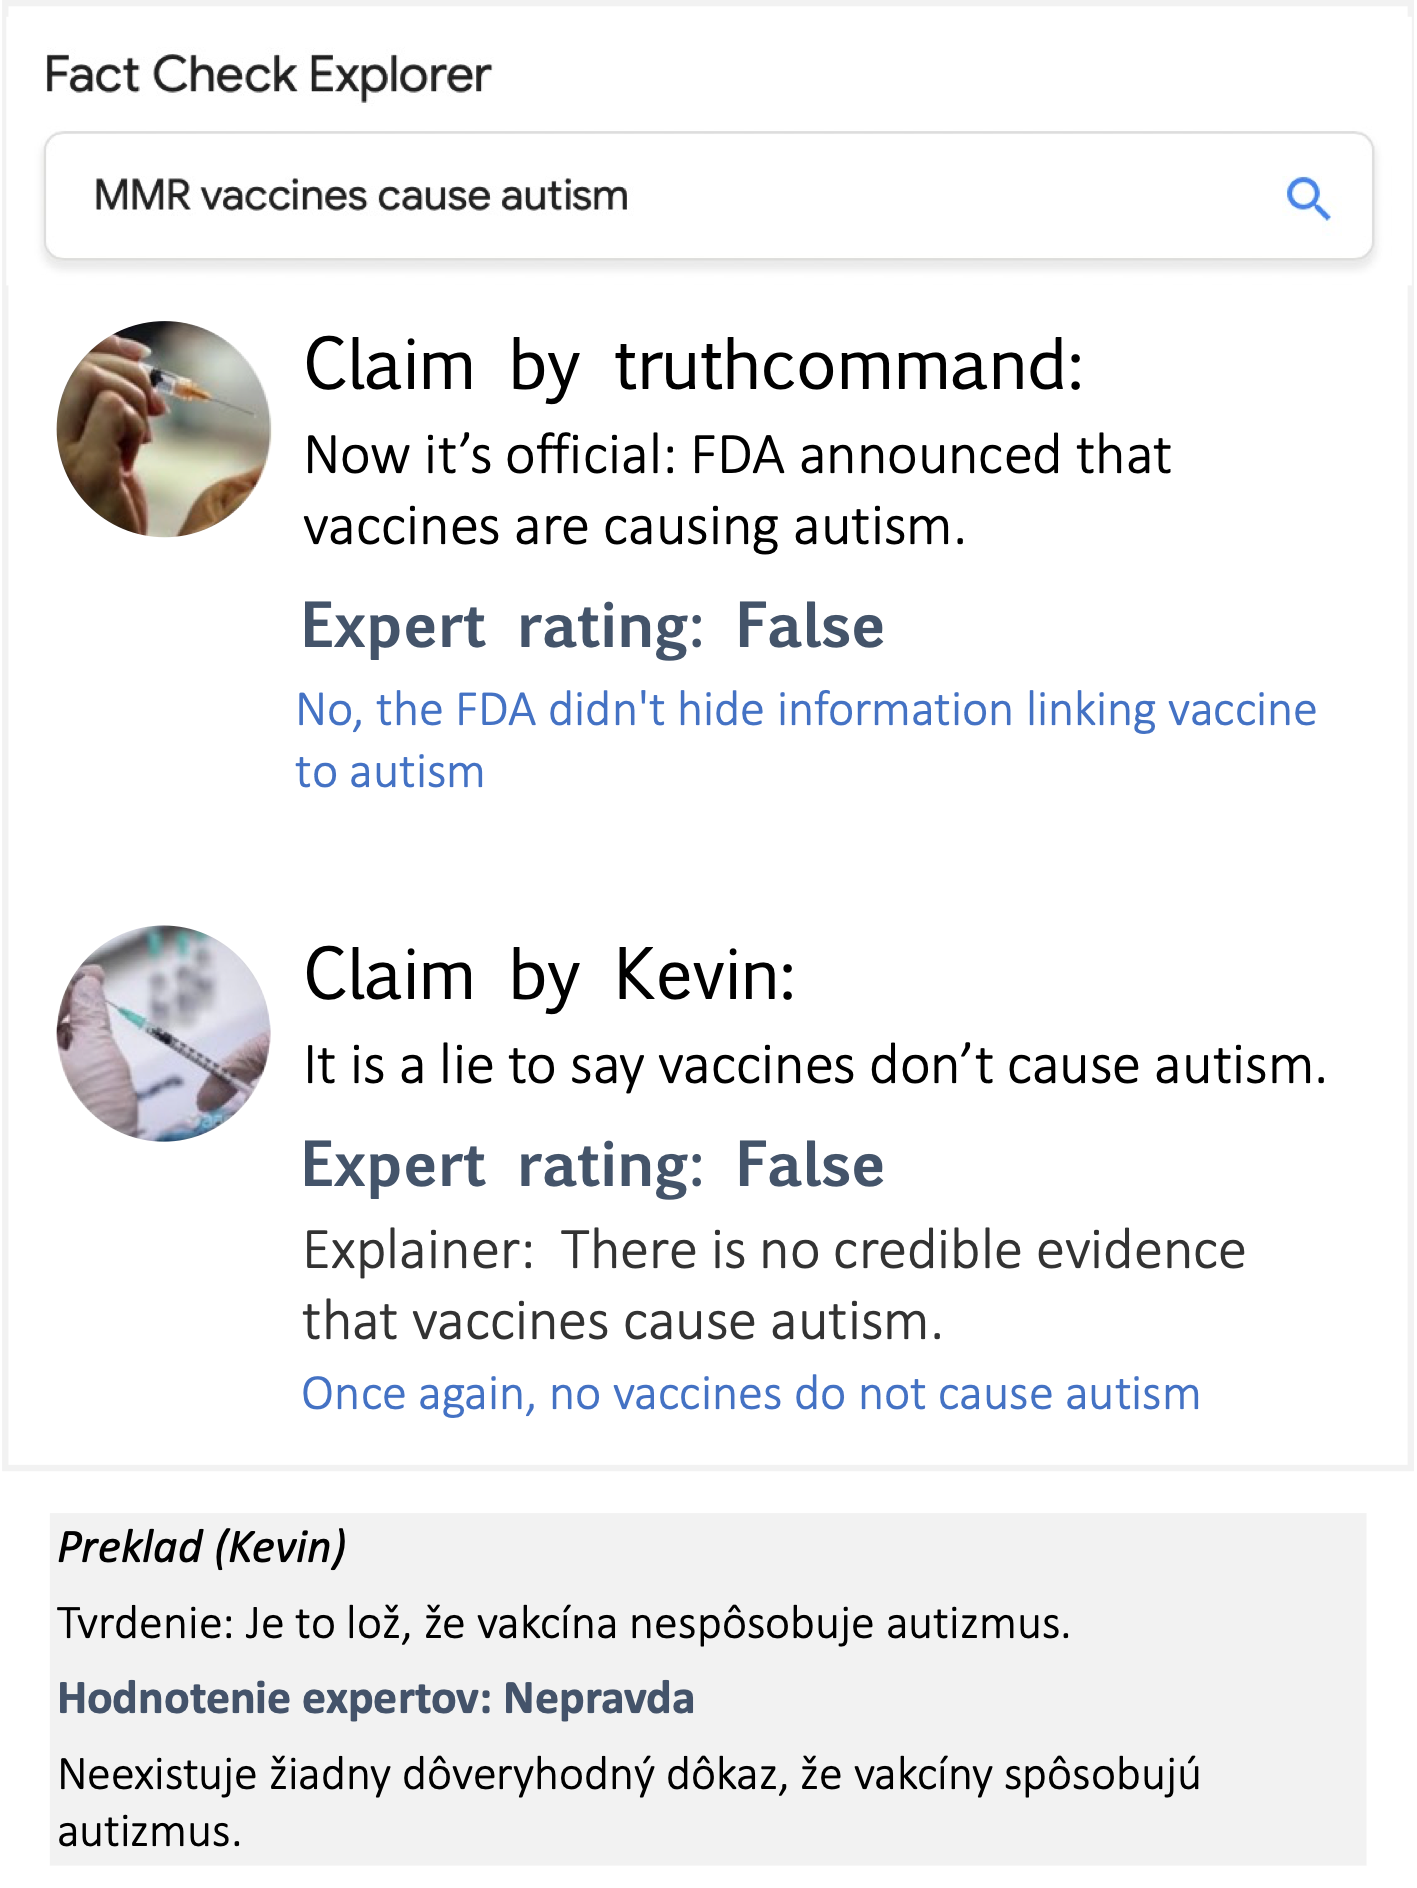 Fact Check Explorer
MMR vaccines cause autism
Claim by truthcommand:
Now it’s official: FDA announced that
vaccines are causing autism.
Expert rating: False
No, the FDA didn't hide information linking vaccine
to autism
Claim by Kevin:
It is a lie to say vaccines don’t cause autism.
Expert rating: False
Explainer: There is no credible evidence
that vaccines cause autism.
Once again, no vaccines do not cause autism
Preklad (Kevin)
Tvrdenie: Je to lož, že vakcína nespôsobuje autizmus.
Hodnotenie expertov: Nepravda
Neexistuje žiadny dôveryhodný dôkaz, že vakcíny spôsobujú
autizmus.